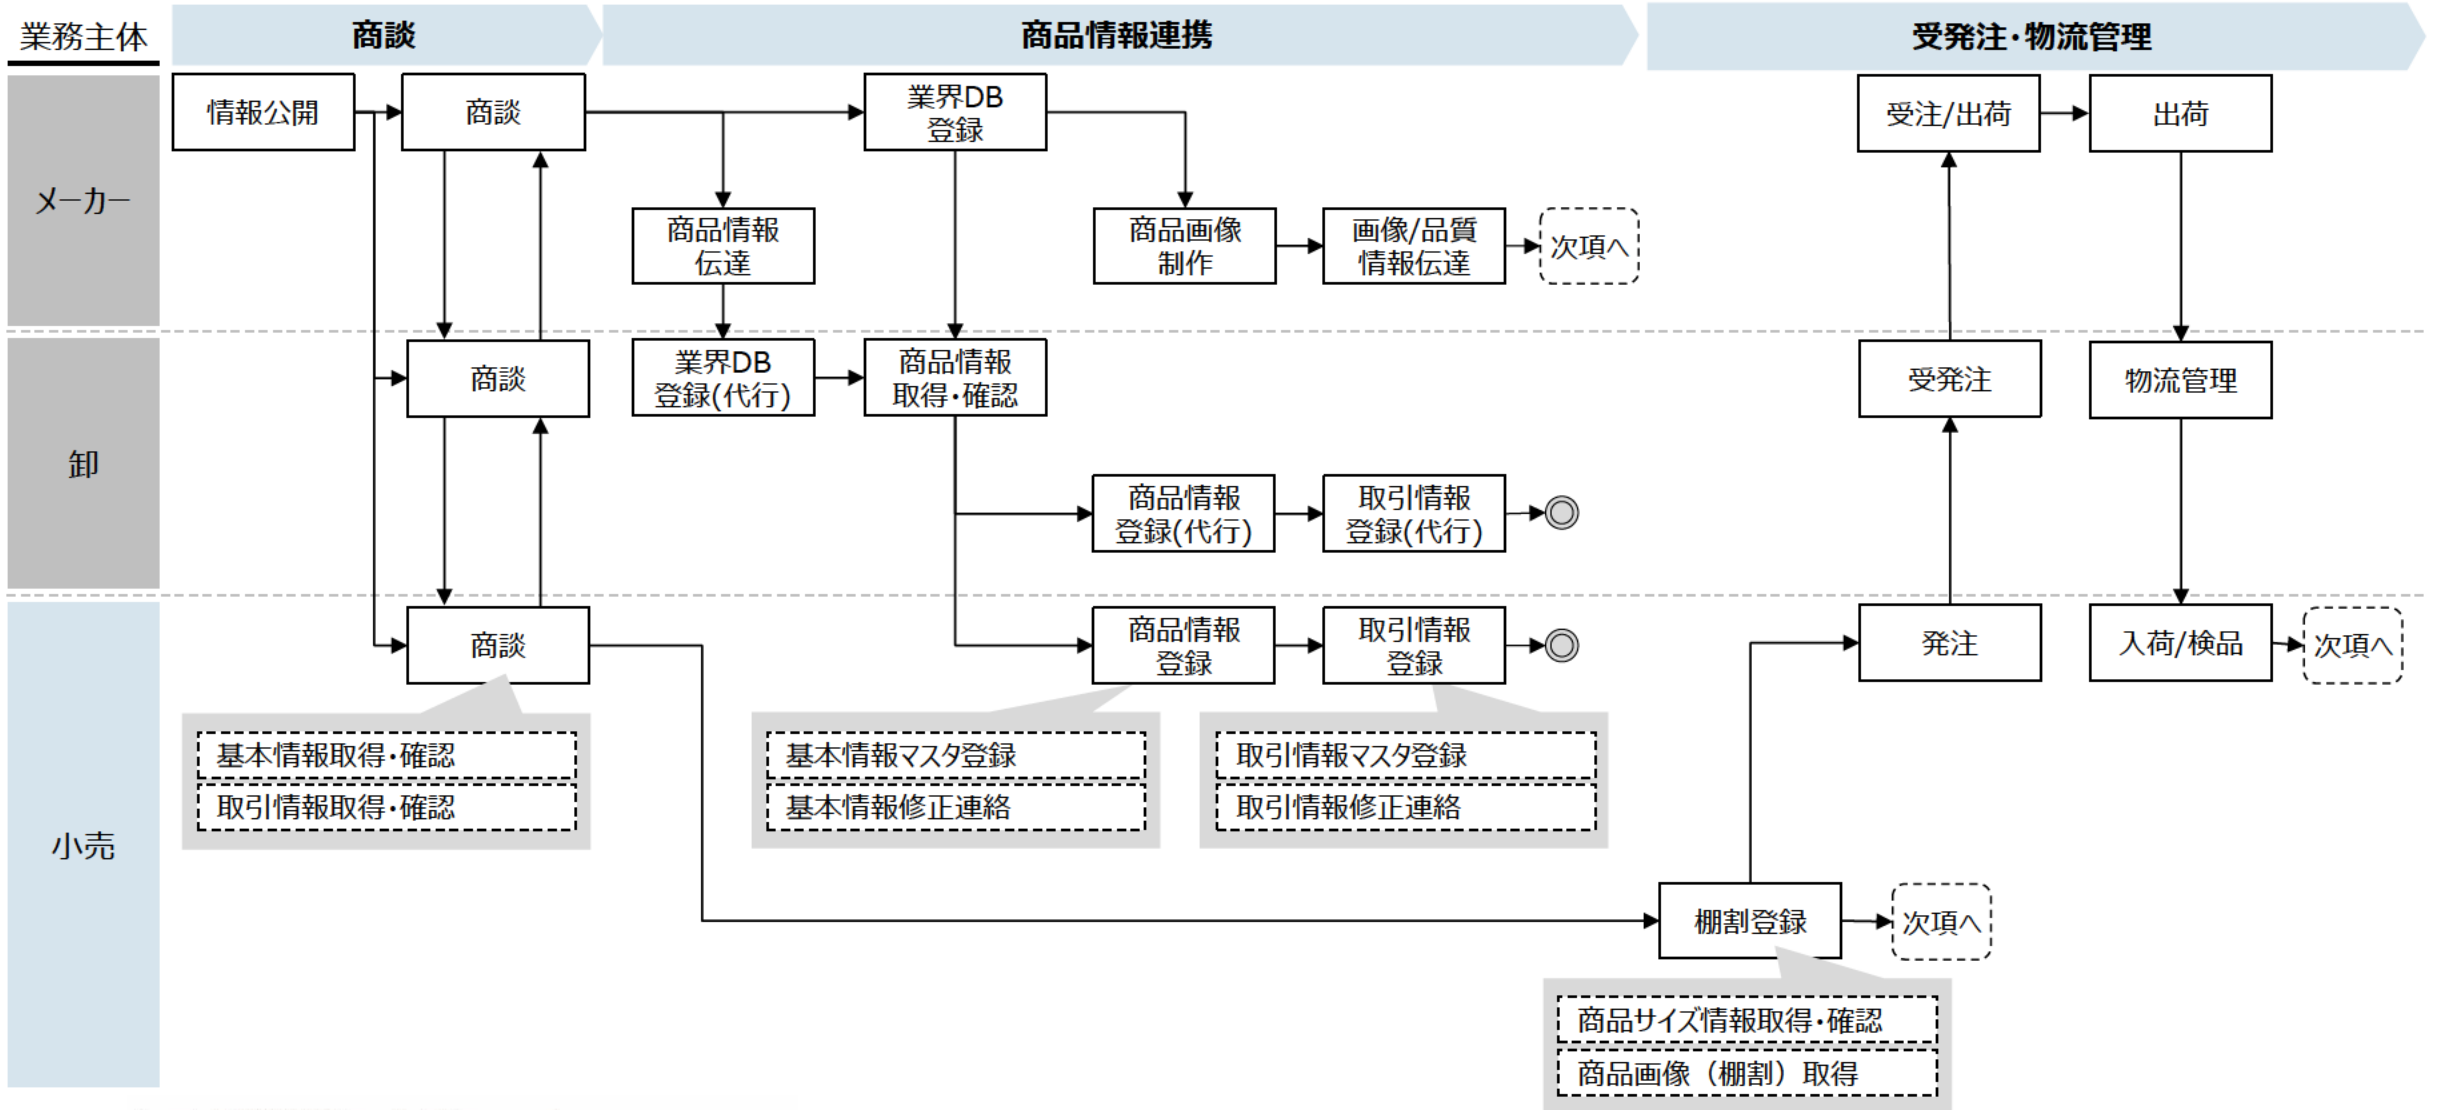 業務主体
商談
商品情報連携
受発注・物流管理
メーカー
情報公開
商談
業界DB
登録
受注/出荷
出荷
商品情報
伝達
商品画像
制作
画像/品質
情報伝達
次項へ
卸
商談
業界DB
登録(代行)
商品情報
取得・確認
受発注
物流管理
商品情報
登録(代行)
取引情報
登録(代行)
小売
商談
商品情報
登録
取引情報
登録
発注
入荷/検品
次項へ
基本情報取得・確認
取引情報取得・確認
基本情報マスタ登録
基本情報修正連絡
取引情報マスタ登録
取引情報修正連絡
棚割登録
次項へ
商品サイズ情報取得・確認
商品画像（棚割）取得